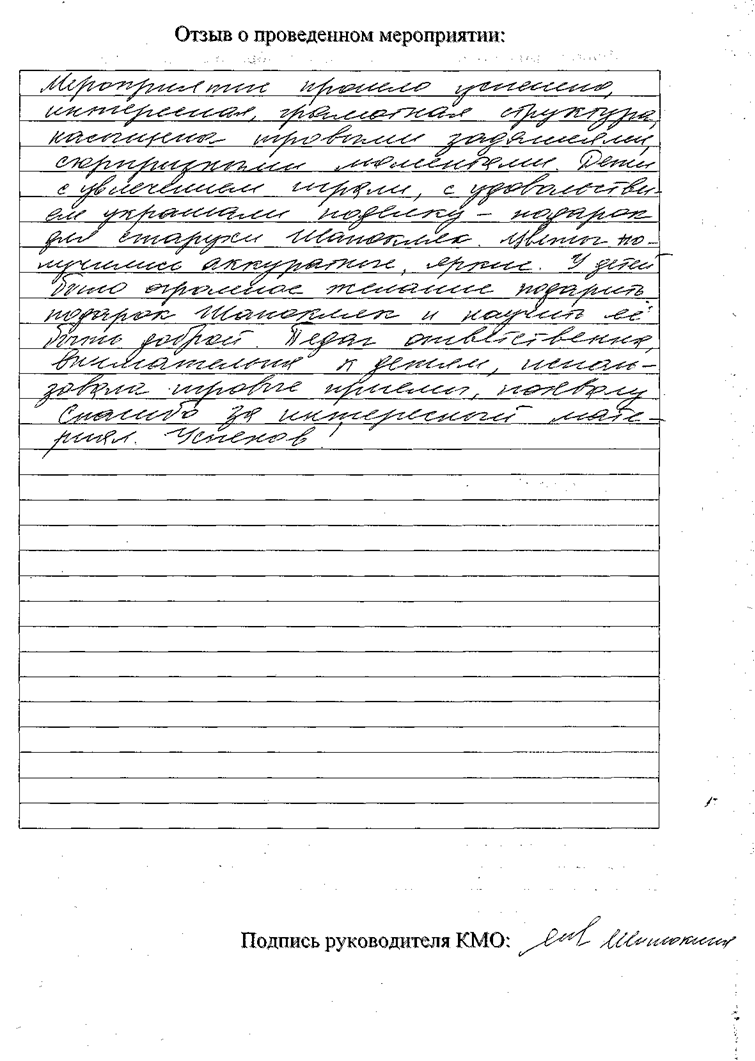 Отзыв о проведенном мероприятии:
Мероприятие прошло успешно,
интересная, грамотная структура,
насыщена игровыми заданиями,
сюрпризными моментами. Дети
с увлечением играли, с удовольстви-
ем украшали поделку – подарок
для старухи Шапокляк. Цветы по-
лучились аккуратные, яркие. У детей
было огромное желание подарить
подарок Шапокляк и научить её
быть доброй. Педаг ответственна,
внимательна к детям, исполь-
зовала игровые приемы, похвалу
Спасибо за интересный мате-
риал. Успехов!
Подпись руководителя КМО: